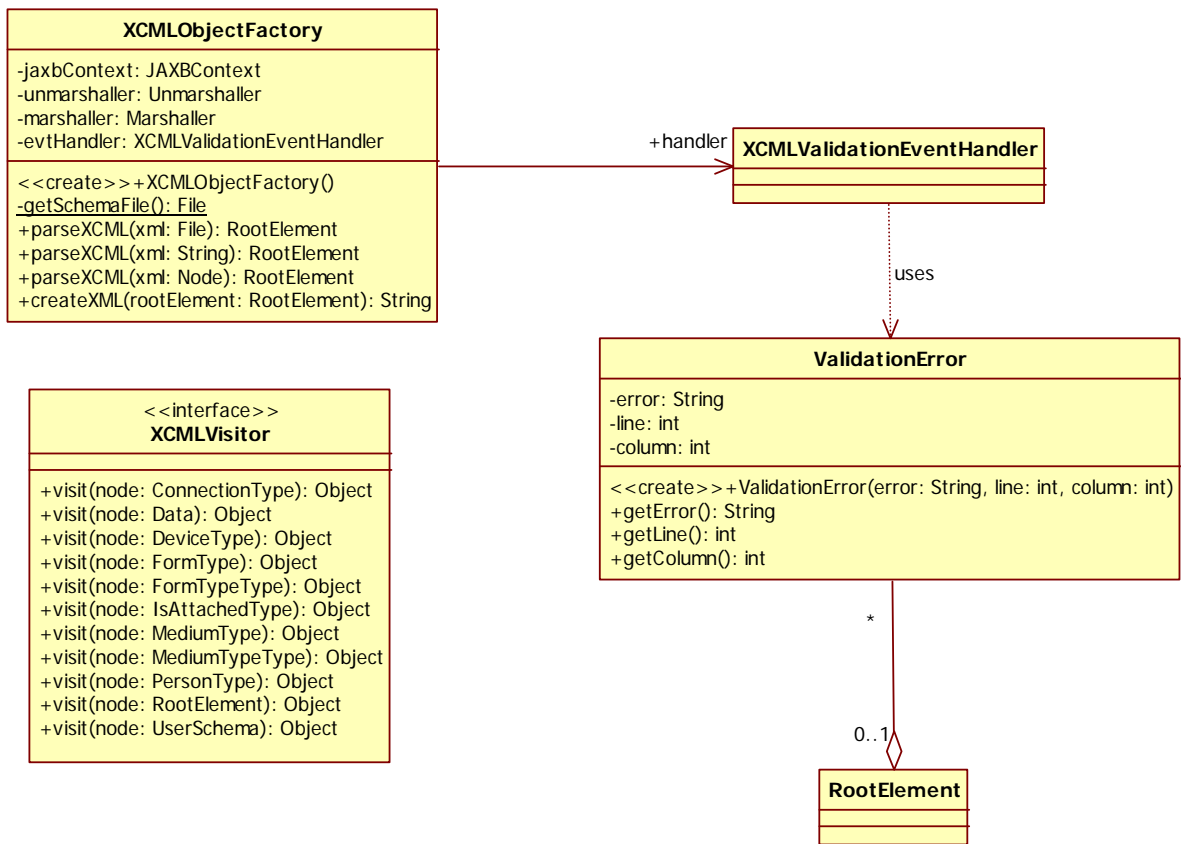 XCMLObjectFactory
-jaxbContext: JAXBContext
-unmarshaller: Unmarshaller
-marshaller: Marshaller
-evtHandler: XCMLValidationEventHandler
<<create>>+XCMLObjectFactory()
-getSchemaFile(): File
+parseXCML(xml: File): RootElement
+parseXCML(xml: String): RootElement
+parseXCML(xml: Node): RootElement
+createXML(rootElement: RootElement): String
+handler
XCMLValidationEventHandler
uses
ValidationError
-error: String
-line: int
-column: int
<<create>>+ValidationError(error: String, line: int, column: int)
+getError(): String
+getLine(): int
+getColumn(): int
<<interface>>
XCMLVisitor
+visit(node: ConnectionType): Object
+visit(node: Data): Object
+visit(node: DeviceType): Object
+visit(node: FormType): Object
+visit(node: FormTypeType): Object
+visit(node: IsAttachedType): Object
+visit(node: MediumType): Object
+visit(node: MediumTypeType): Object
+visit(node: PersonType): Object
+visit(node: RootElement): Object
+visit(node: UserSchema): Object
*
0..1
RootElement